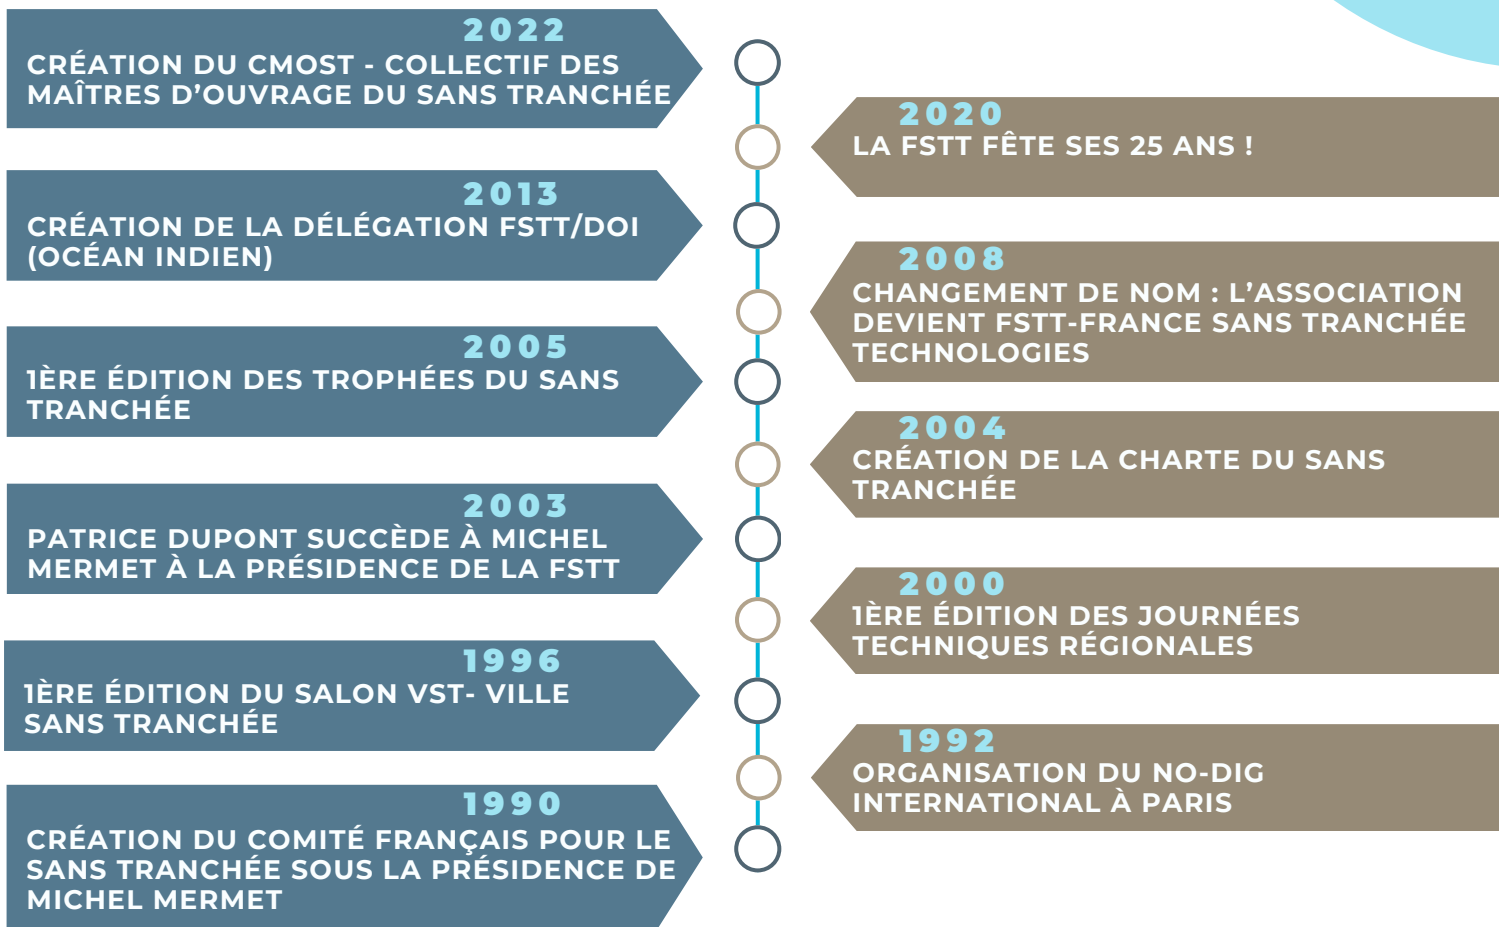 2022
CRÉATION DU CMOST - COLLECTIF DES
MAÎTRES D'OUVRAGE DU SANS TRANCHÉE
2020
LA FSTT FÊTE SES 25 ANS !
2013
CRÉATION DE LA DÉLÉGATION FSTT/DOI
(OCÉAN INDIEN)
2008
CHANGEMENT DE NOM : L'ASSOCIATION
DEVIENT FSTT-FRANCE SANS TRANCHÉE
TECHNOLOGIES
2005
1ÈRE ÉDITION DES TROPHÉES DU SANS
TRANCHÉE
2004
CRÉATION DE LA CHARTE DU SANS
TRANCHÉE
2003
PATRICE DUPONT SUCCÈDE À MICHEL
MERMET À LA PRÉSIDENCE DE LA FSTT
2000
1ÈRE ÉDITION DES JOURNÉES
TECHNIQUES RÉGIONALES
1996
1ÈRE ÉDITION DU SALON VST- VILLE
SANS TRANCHÉE
1992
ORGANISATION DU NO-DIG
INTERNATIONAL À PARIS
1990
CRÉATION DU COMITÉ FRANÇAIS POUR LE
SANS TRANCHÉE SOUS LA PRÉSIDENCE DE
MICHEL MERMET